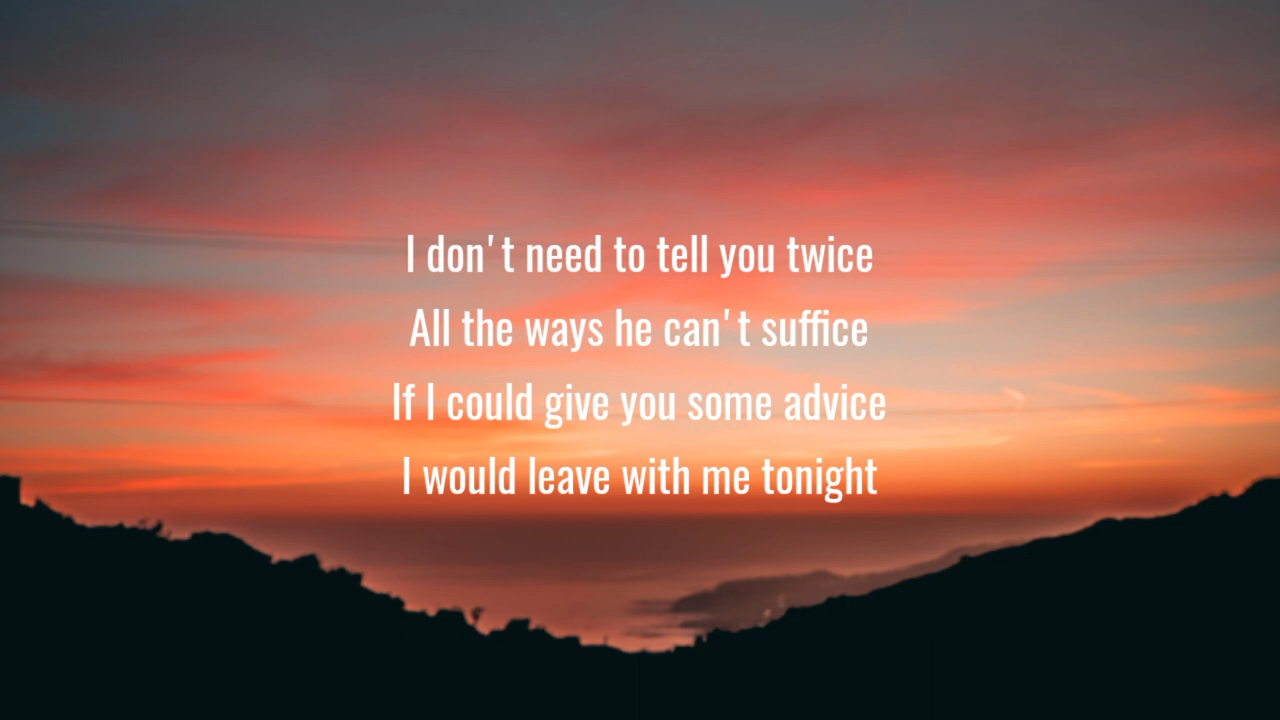 I don't need to tell you twice
All the ways he can't suffice
If I could give you some advice
I would leave with me tonight